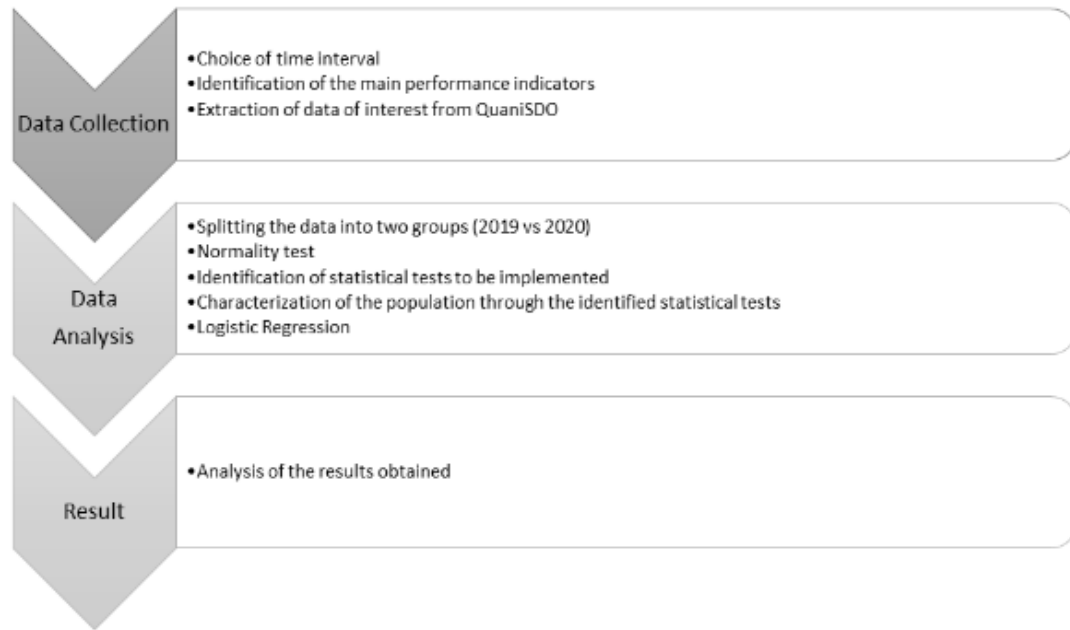 Data Collection
•Choice of time interval
•Identification of the main performance indicators
•Extraction of data of interest from QuaniSDO
Data
Analysis
•Splitting the data into two groups (2019 vs 2020)
•Normality test
•Identification of statistical tests to be implemented
•Characterization of the population through the identified statistical tests
•Logistic Regression
Result
•Analysis of the results obtained